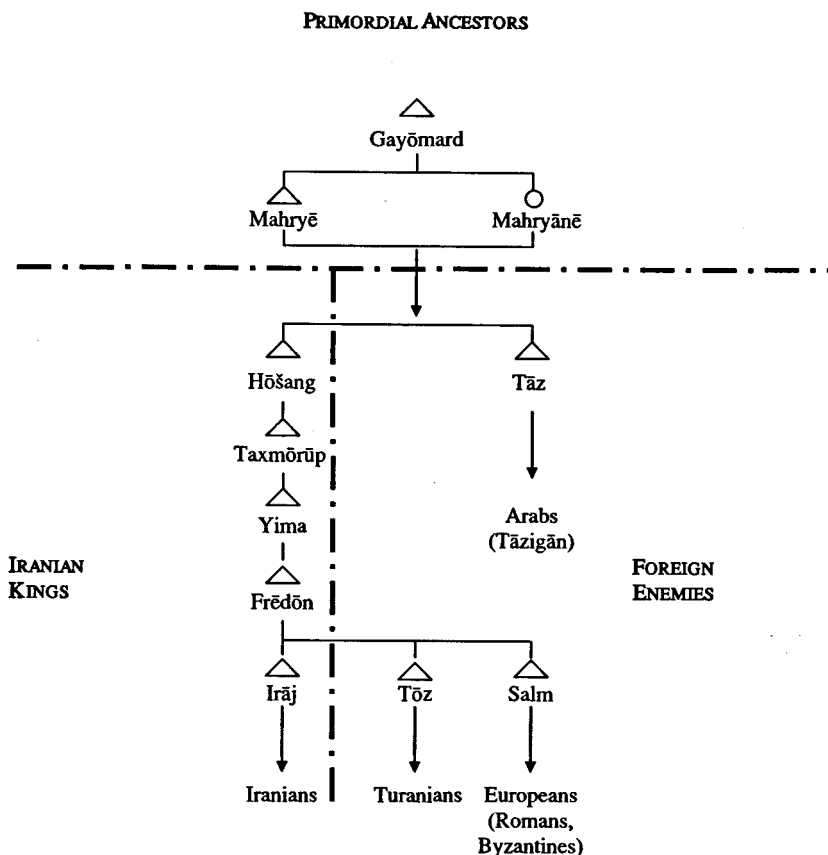 PRIMORDIAL ANCESTORS
Gayōmard
Mahryē
Mahryānē
Hōšang
Tāz
Taxmōrūp
Yima
Arabs
(Tāzigān)
IRANIAN
KINGS
FOREIGN
ENEMIES
Frēdōn
Irāj
Tōz
Salm
Iranians
Turanians
Europeans
(Romans,
Byzantines)